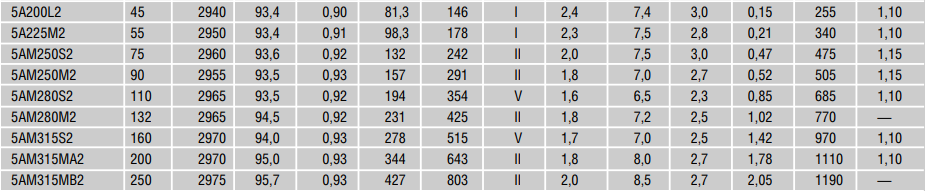 5А200L2 45 2940 93,4 0,90 81,3 146 I 2,4 7,4 3,0 0,15 255 1,10
5А225М2 55 2950 93,4 0,91 98,3 178 I 2,3 7,5 2,8 0,21 340 1,10
5АМ250S2 75 2960 93,6 0,92 132 242 II 2,0 7,5 3,0 0,47 475 1,15
5АМ250М2 90 2955 93,5 0,93 157 291 II 1,8 7,0 2,7 0,52 505 1,15
5АМ280S2 110 2965 93,5 0,92 194 354 V 1,6 6,5 2,3 0,85 685 1,10
5АМ280М2 132 2965 94,5 0,92 231 425 II 1,8 7,2 2,5 1,02 770 —
5АМ315S2 160 2970 94,0 0,93 278 515 V 1,7 7,0 2,5 1,42 970 1,10
5АМ315МА2 200 2970 95,0 0,93 344 643 II 1,8 8,0 2,7 1,78 1110 1,10
5АМ315МВ2 250 2975 95,7 0,93 427 803 II 2,0 8,5 2,7 2,05 1190 —